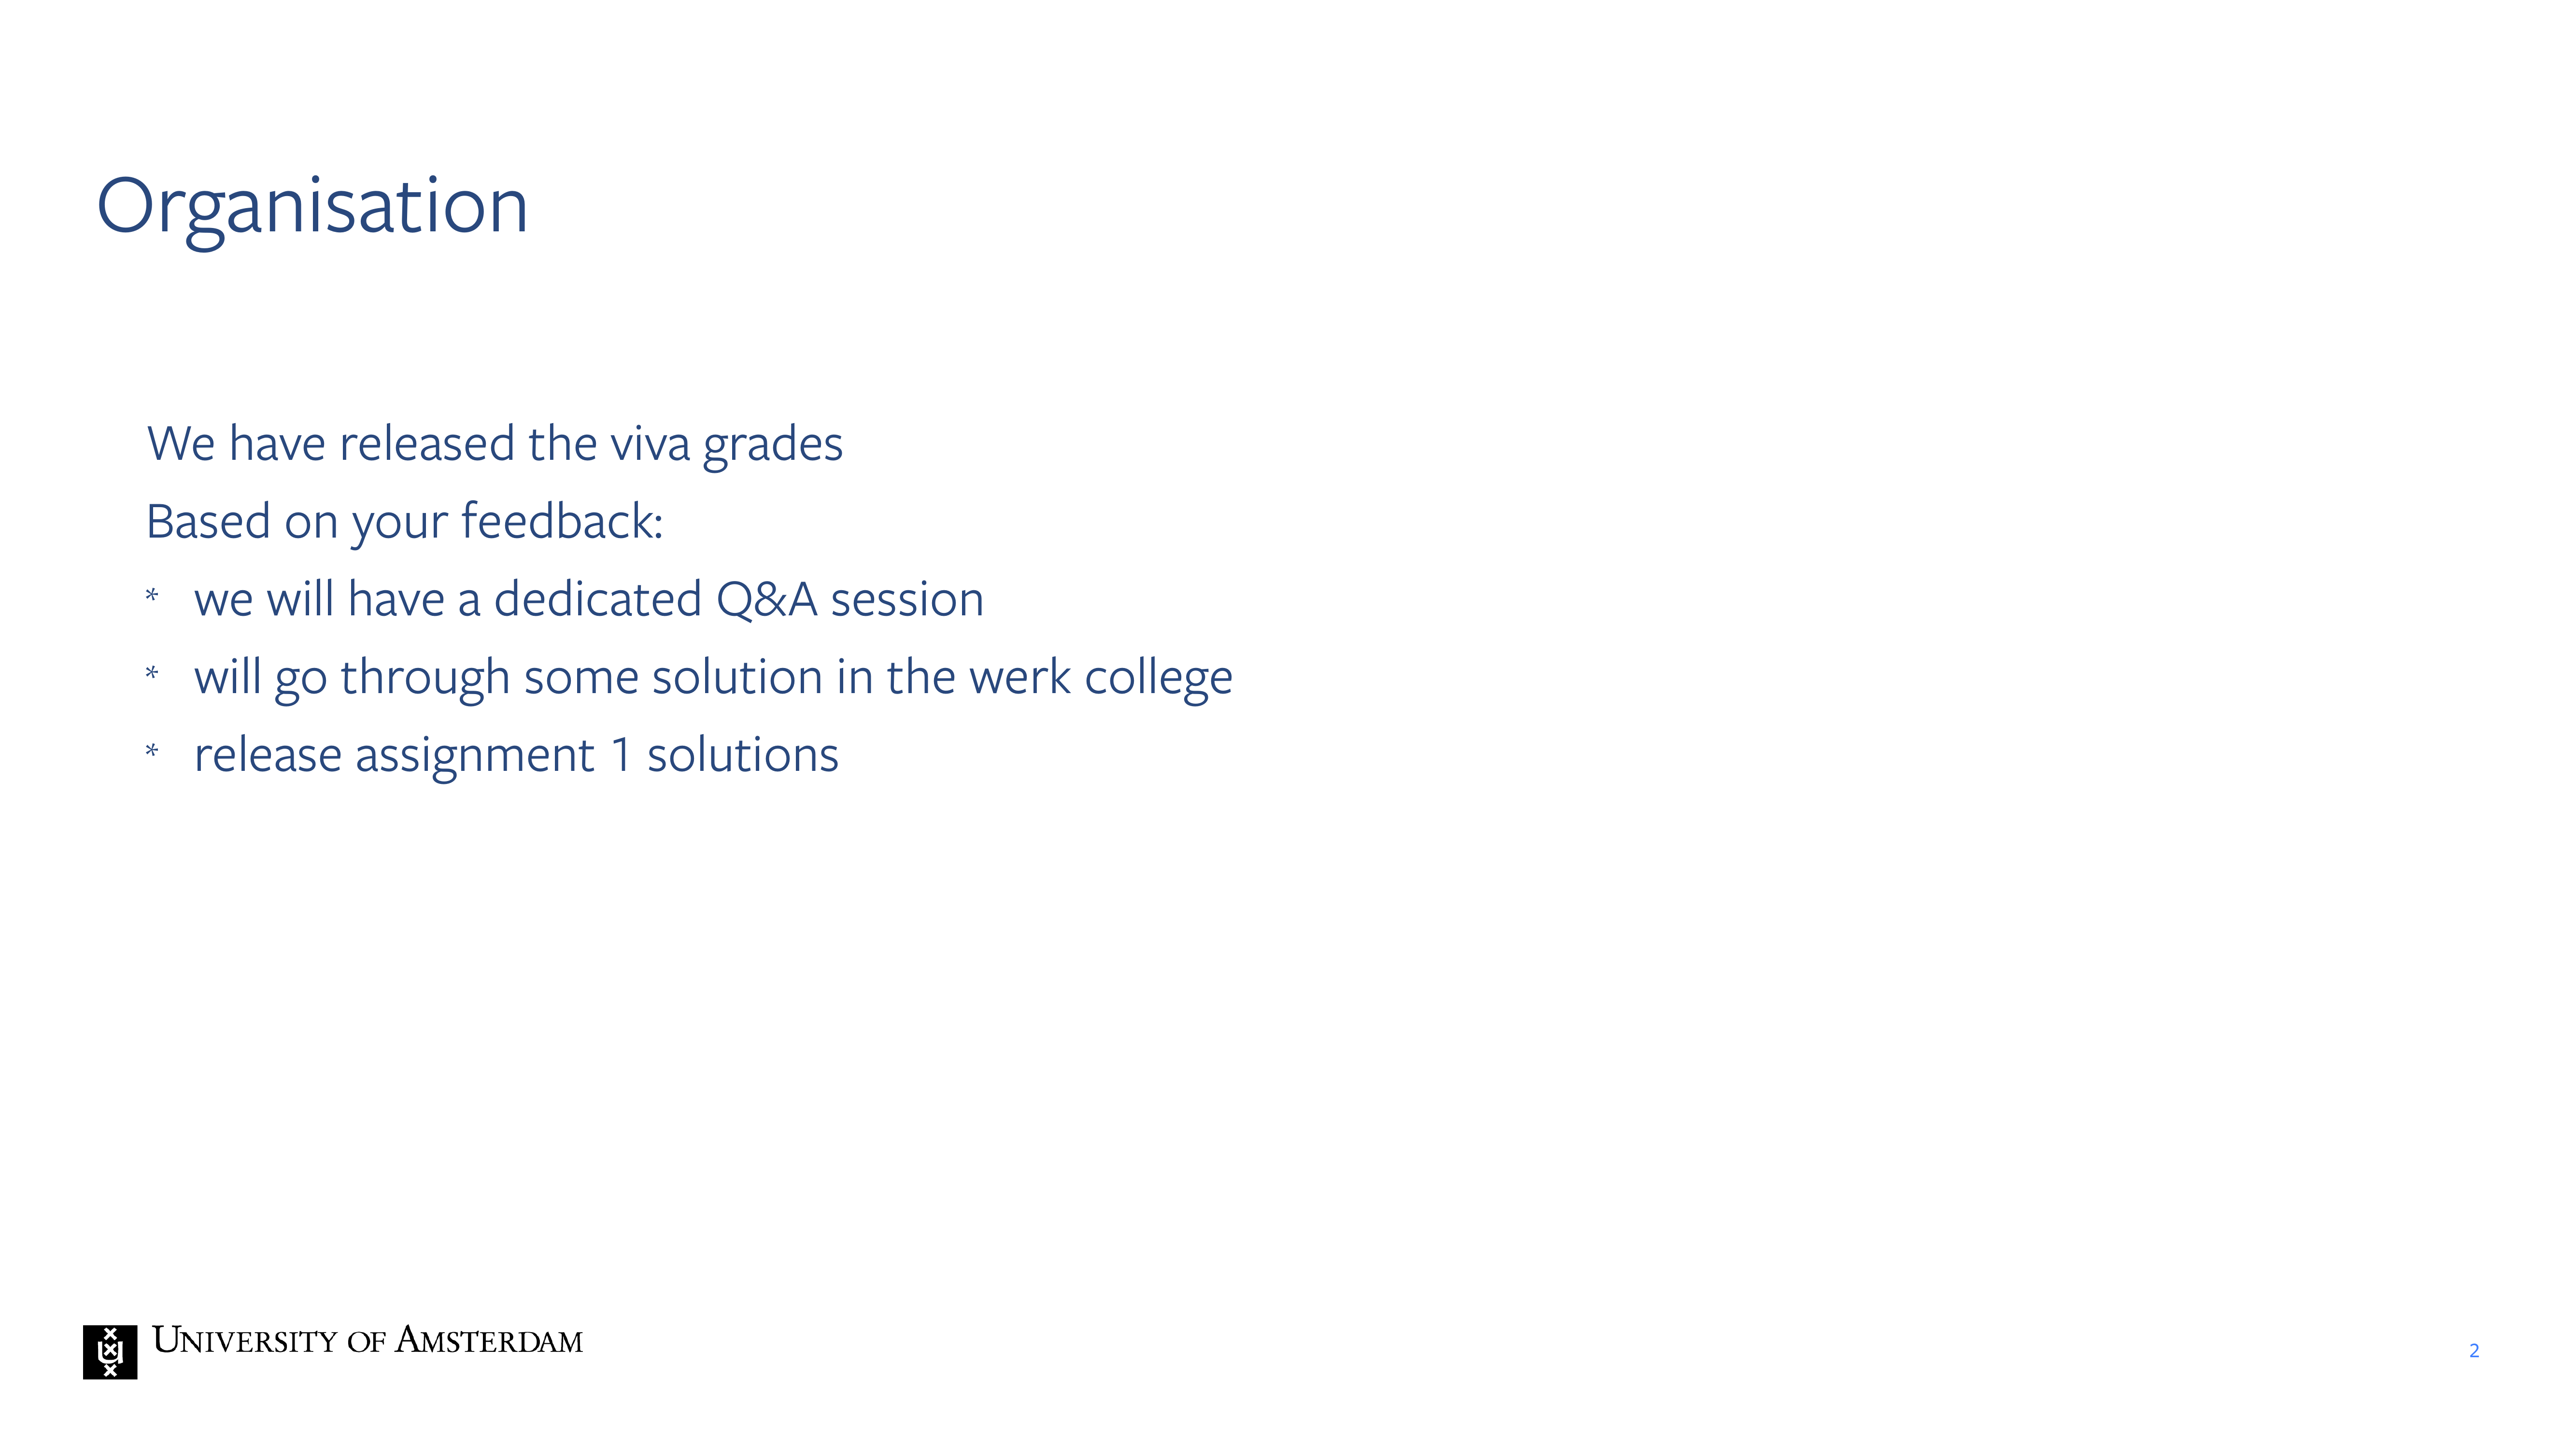 Organisation
We have released the viva grades
Based on your feedback:
* we will have a dedicated Q&A session
* will go through some solution in the werk college
* release assignment 1 solutions
UNIVERSITY OF AMSTERDAM
2